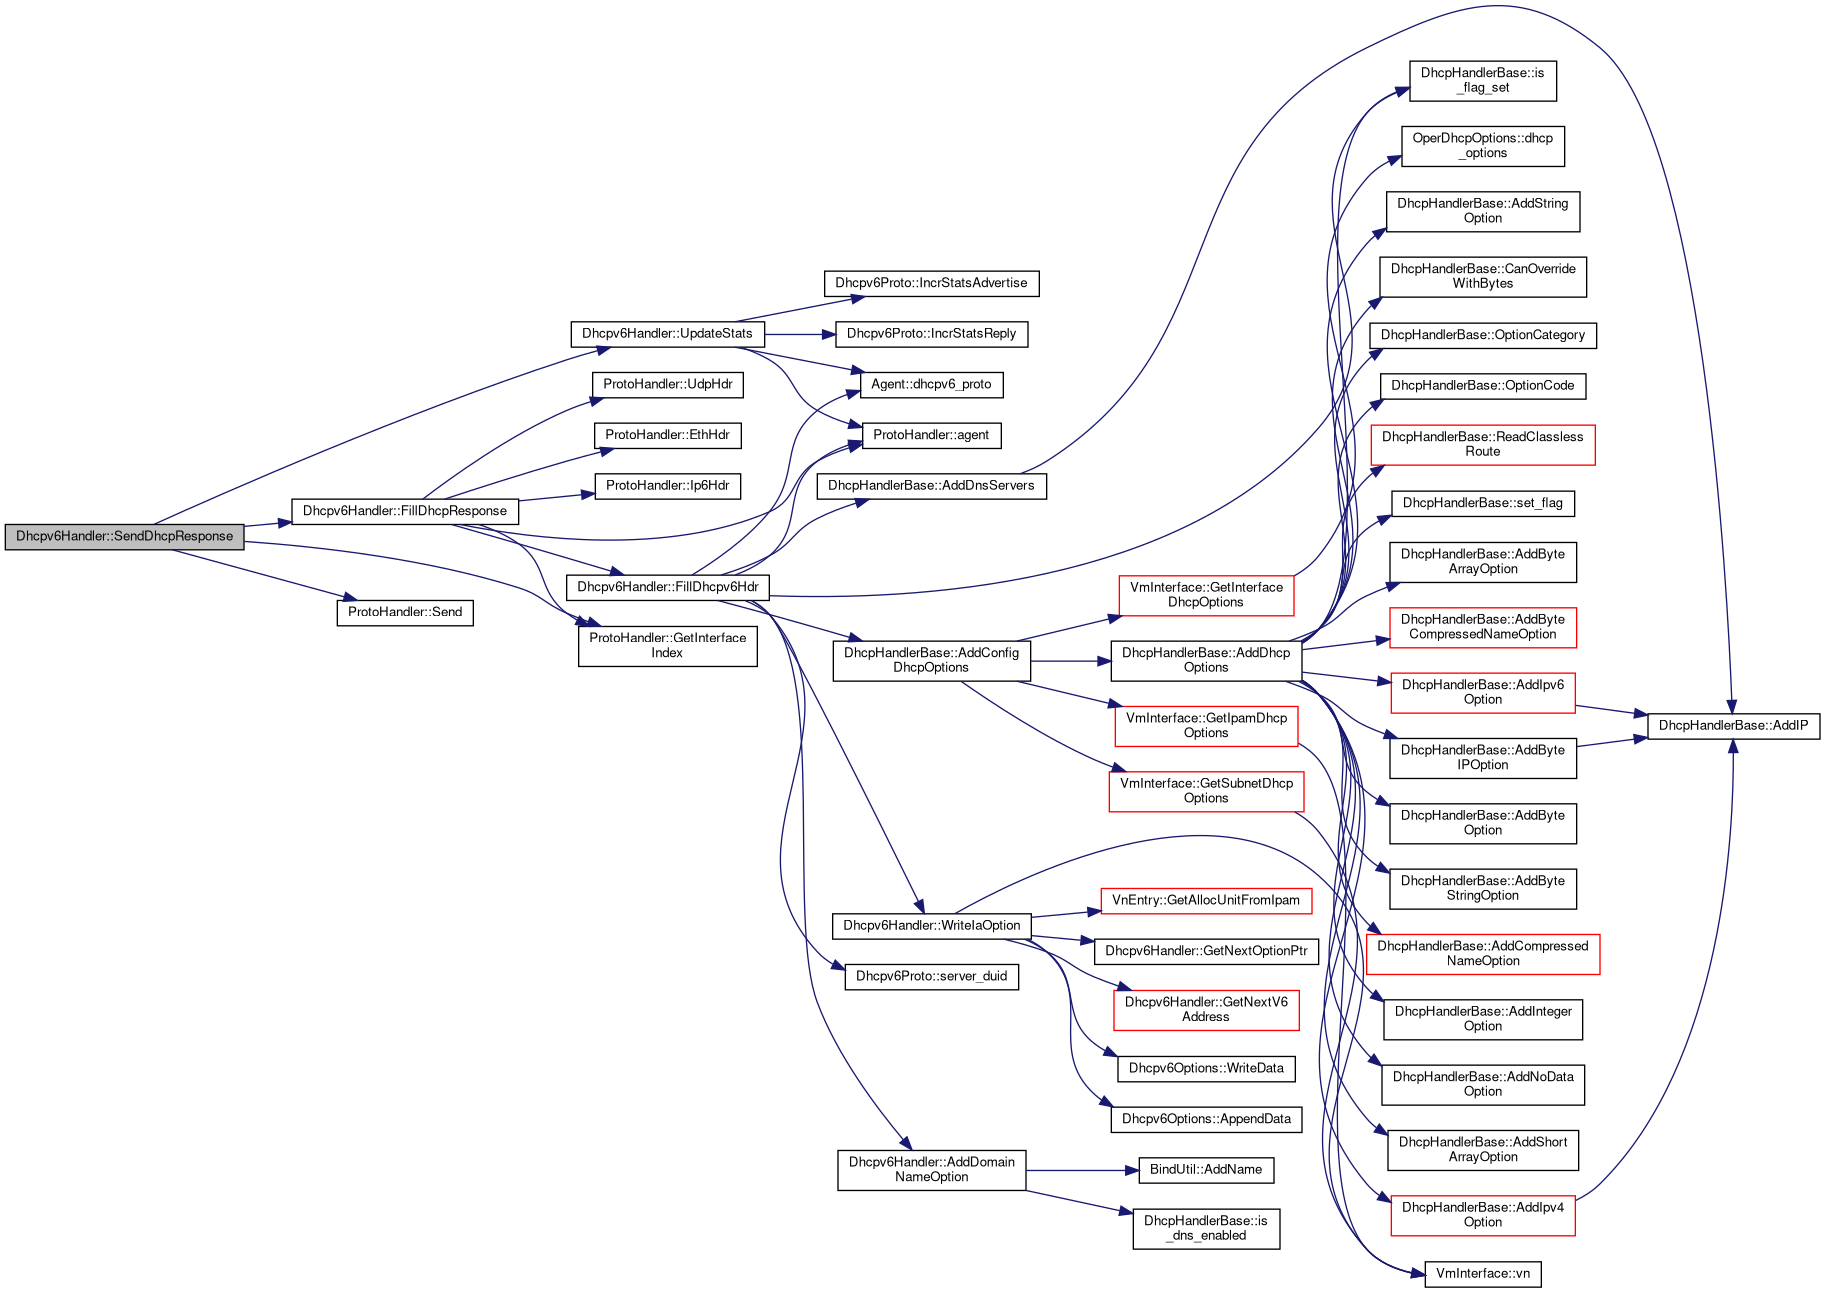 Dhcpv6Handler::SendDhcpResponse
Dhcpv6Handler::UpdateStats
Dhcpv6Handler::FillDhcpResponse
ProtoHandler::Send
Dhcpv6Proto::IncrStatsAdvertise
Dhcpv6Proto::IncrStatsReply
Agent::dhcpv6_proto
ProtoHandler::agent
ProtoHandler::UdpHdr
ProtoHandler::EthHdr
ProtoHandler::Ip6Hdr
Dhcpv6Handler::FillDhcpv6Hdr
ProtoHandler::GetInterface
Index
DhcpHandlerBase::AddDnsServers
DhcpHandlerBase::AddConfig
DhcpOptions
Dhcpv6Handler::WriteIaOption
Dhcpv6Proto::server_duid
Dhcpv6Handler::AddDomain
NameOption
VmInterface::GetInterface
DhcpOptions
DhcpHandlerBase::AddDhcp
Options
VmInterface::GetIpamDhcp
Options
VmInterface::GetSubnetDhcp
Options
VnEntry::GetAllocUnitFromIpam
Dhcpv6Handler::GetNextOptionPtr
Dhcpv6Handler::GetNextV6
Address
Dhcpv6Options::WriteData
Dhcpv6Options::AppendData
BindUtil::AddName
DhcpHandlerBase::is
_dns_enabled
DhcpHandlerBase::is
_flag_set
OperDhcpOptions::dhcp
_options
DhcpHandlerBase::AddString
Option
DhcpHandlerBase::CanOverride
WithBytes
DhcpHandlerBase::OptionCategory
DhcpHandlerBase::OptionCode
DhcpHandlerBase::ReadClassless
Route
DhcpHandlerBase::set_flag
DhcpHandlerBase::AddByte
ArrayOption
DhcpHandlerBase::AddByte
CompressedNameOption
DhcpHandlerBase::AddIpv6
Option
DhcpHandlerBase::AddByte
IPOption
DhcpHandlerBase::AddByte
Option
DhcpHandlerBase::AddByte
StringOption
DhcpHandlerBase::AddCompressed
NameOption
DhcpHandlerBase::AddInteger
Option
DhcpHandlerBase::AddNoData
Option
DhcpHandlerBase::AddShort
ArrayOption
DhcpHandlerBase::AddIpv4
Option
VmInterface::vn
DhcpHandlerBase::AddIP